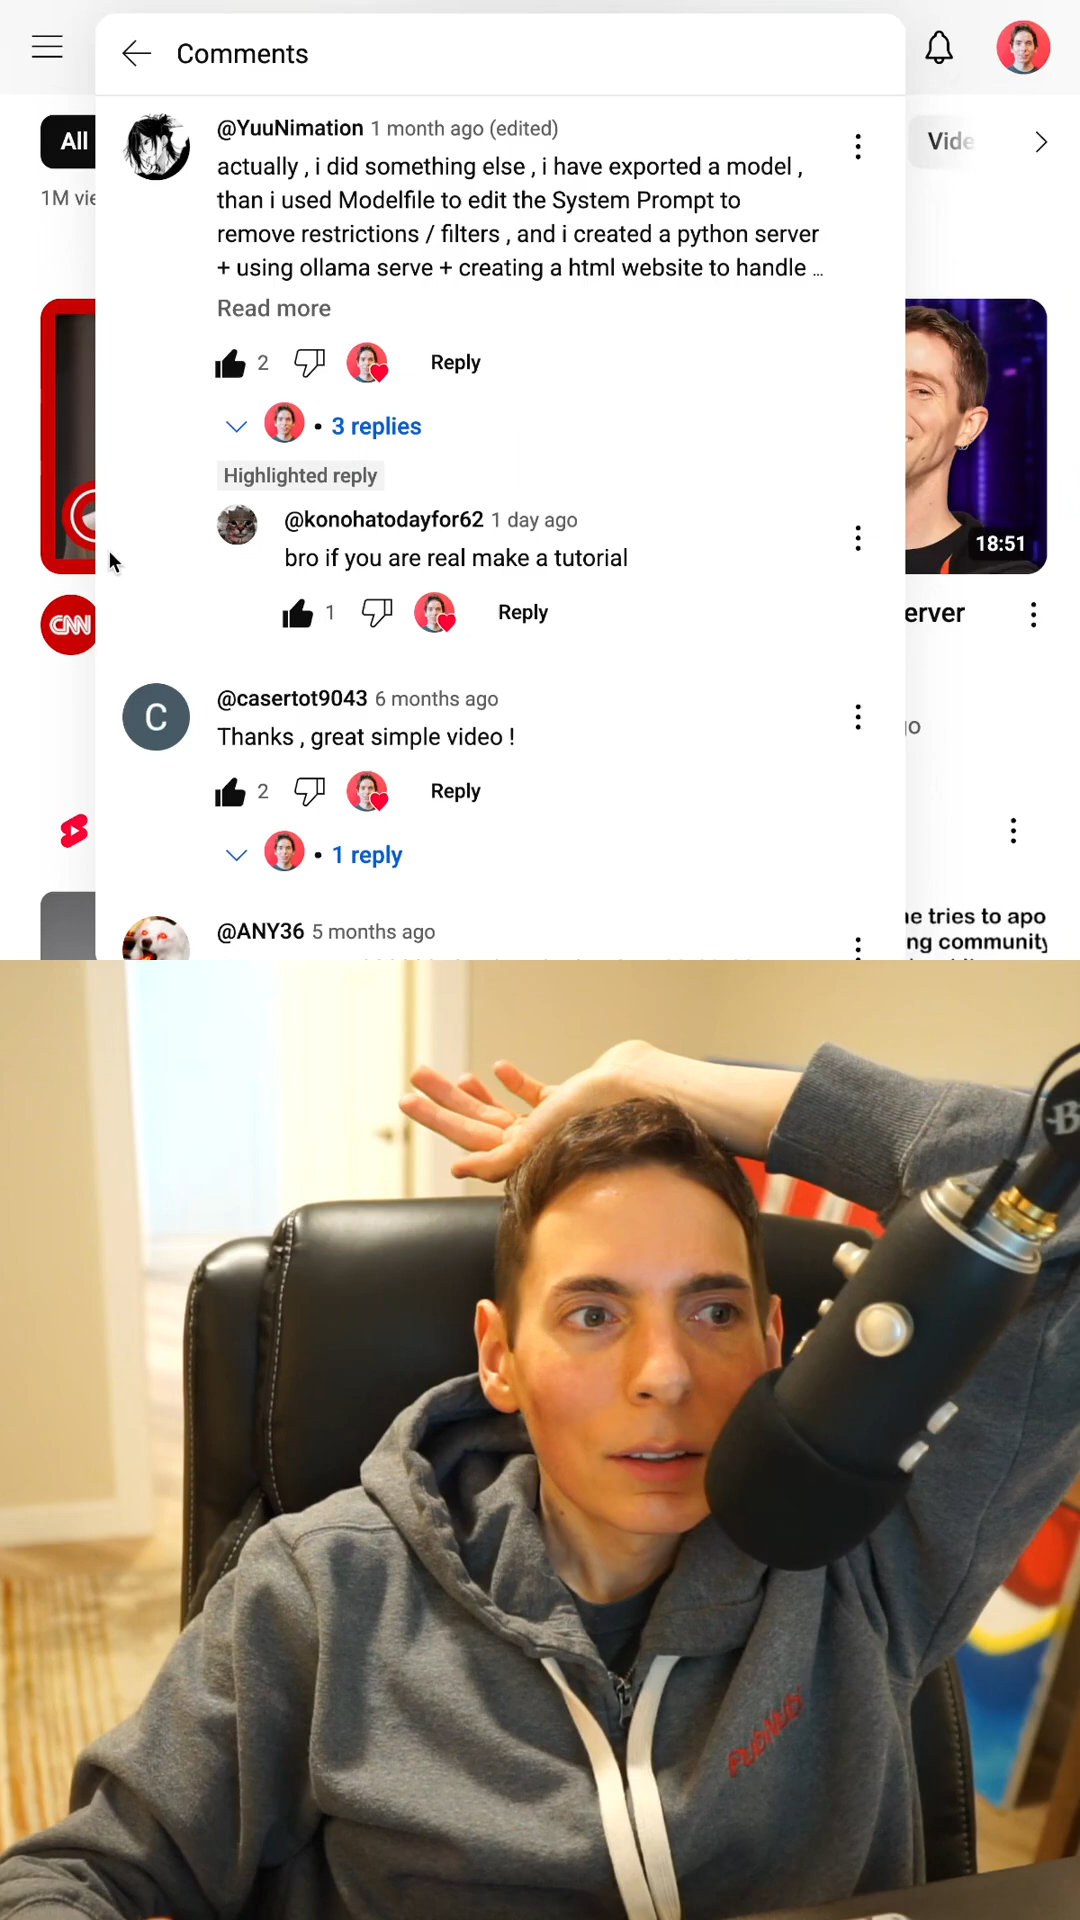 Comments
All
Vide
1M vie
@YuuNimation 1 month ago (edited)
actually , i did something else , i have exported a model ,
than i used Modelfile to edit the System Prompt to
remove restrictions / filters , and i created a python server
+ using ollama serve + creating a html website to handle ...
Read more
2 Reply
• 3 replies
Highlighted reply
@konohatodayfor62 1 day ago
bro if you are real make a tutorial
1 Reply
18:51
CNN
erver
C
@casertot9043 6 months ago
Thanks , great simple video !
go
2 Reply
• 1 reply
@ANY36 5 months ago
he tries to apo
ng community
B